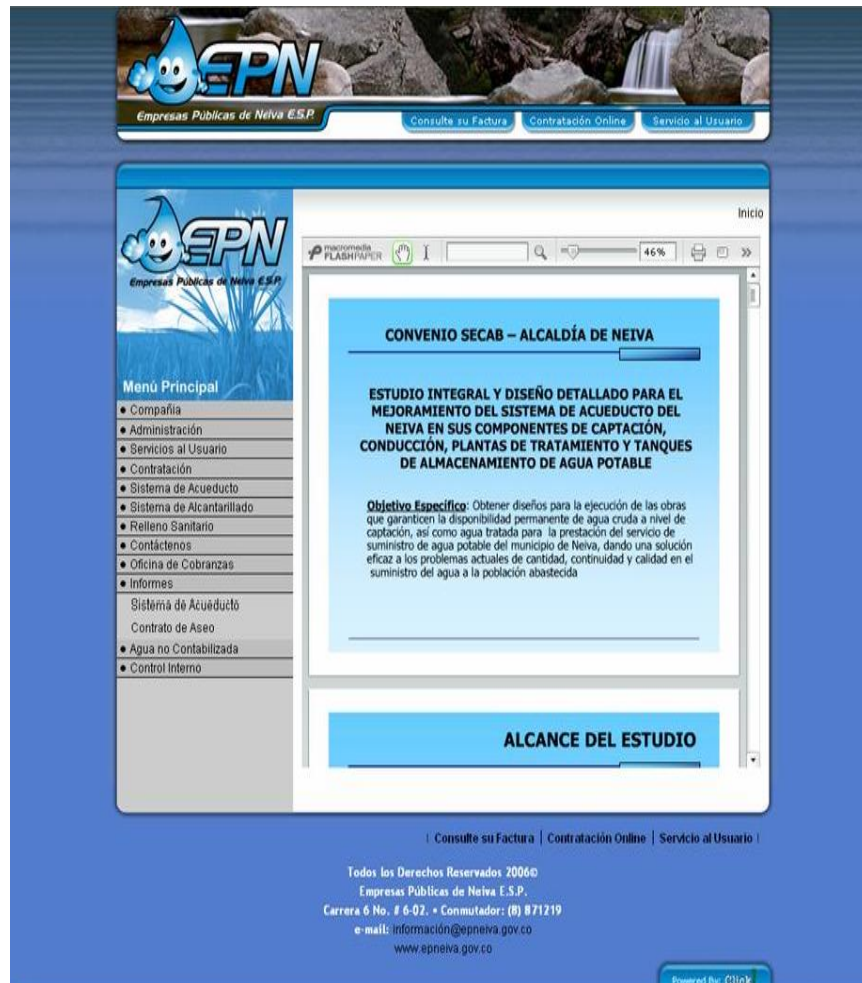 EPN
Empresas Públicas de Neiva E.S.P.
Consulte su Factura
Contratación Online
Servicio al Usuario
EPN
Empresas Públicas de Neiva E.S.P.
Menú Principal
• Compañia
• Administración
• Servicios al Usuario
• Contratación
• Sistema de Acueducto
• Sistema de Alcantarillado
• Relleno Sanitario
• Contáctenos
• Oficina de Cobranzas
• Informes
Sistema de Acueducto
Contrato de Aseo
• Agua no Contabilizada
• Control Interno
Inicio
macromedia
FLASHPAPER
46%
CONVENIO SECAB – ALCALDÍA DE NEIVA
ESTUDIO INTEGRAL Y DISEÑO DETALLADO PARA EL
MEJORAMIENTO DEL SISTEMA DE ACUEDUCTO DEL
NEIVA EN SUS COMPONENTES DE CAPTACIÓN,
CONDUCCIÓN, PLANTAS DE TRATAMIENTO Y TANQUES
DE ALMACENAMIENTO DE AGUA POTABLE
Objetivo Específico: Obtener diseños para la ejecución de las obras
que garanticen la disponibilidad permanente de agua cruda a nivel de
captación, así como agua tratada para la prestación del servicio de
suministro de agua potable del municipio de Neiva, dando una solución
eficaz a los problemas actuales de cantidad, continuidad y calidad en el
suministro del agua a la población abastecida
ALCANCE DEL ESTUDIO
| Consulte su Factura | Contratación Online | Servicio al Usuario |
Todos los Derechos Reservados 2006©
Empresas Públicas de Neiva E.S.P.
Carrera 6 No. # 6-02. • Conmutador: (8) 871219
e-mail: información@epneiva.gov.co
www.epneiva.gov.co
Powered By: Click